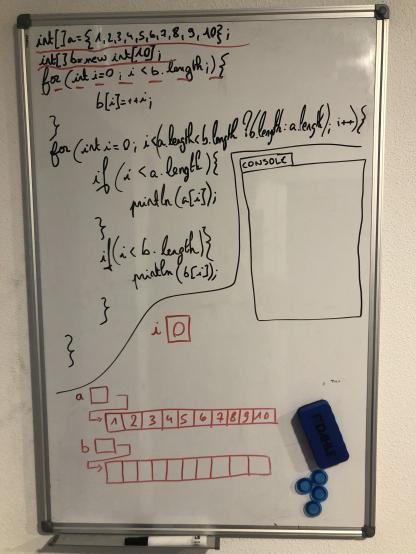 int[] a = { 1, 2, 3, 4, 5, 6, 7, 8, 9, 10};
int[] b = new int[10];
for (int i=0 ; i < b.length ;) {
b[i]=++i;
}
for (int i=0; i<(a.length<b.length ? b.length : a.length); i++) {
if (i < a.length) {
println (a[i]);
}
if (i < b.length) {
println (b[i]);
}
}
CONSOLE
i 0
a
1 2 3 4 5 6 7 8 9 10
b
DAHLE